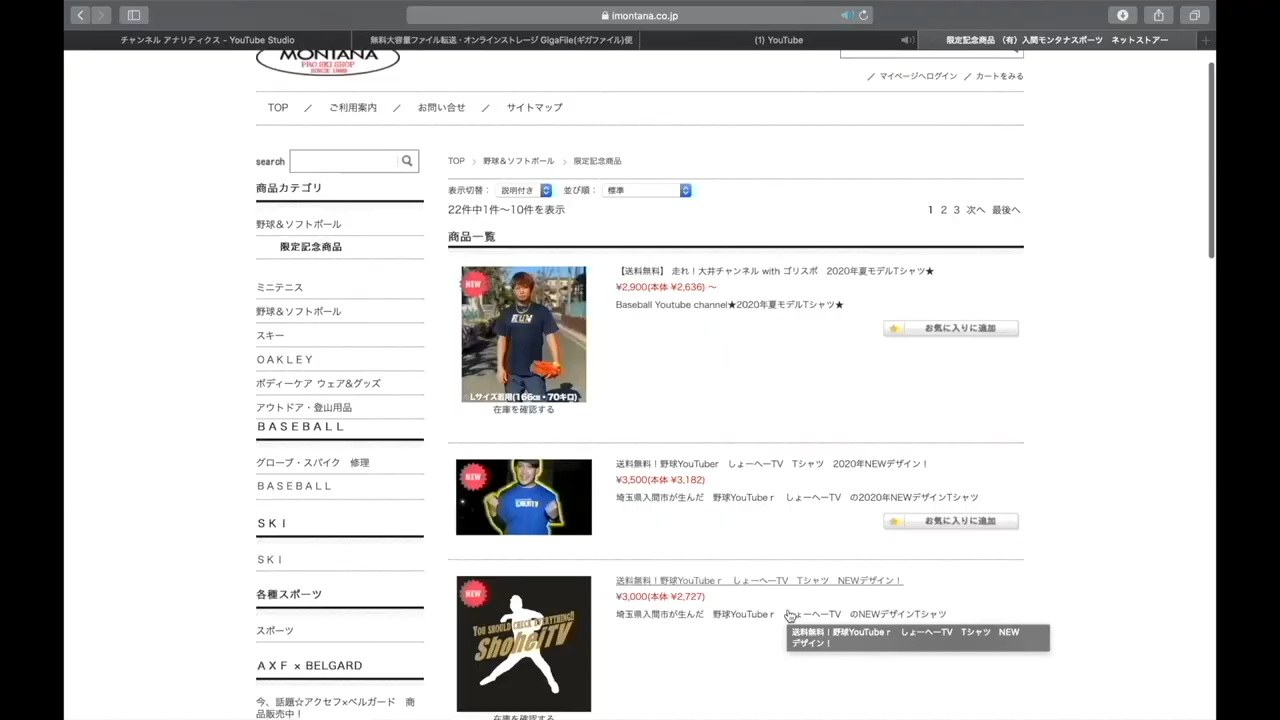 imontana.co.jp
チャンネル アナリティクス - YouTube Studio
無料大容量ファイル転送・オンラインストレージ GigaFile(ギガファイル)便
(1) YouTube
限定記念商品 (有)入間モンタナスポーツ ネットストアー
MONTANA
PRO SKI SHOP
マイページへログイン / カートをみる
TOP / ご利用案内 / お問い合せ / サイトマップ
search
商品カテゴリ
野球&ソフトボール
限定記念商品
ミニテニス
野球&ソフトボール
スキー
OAKLEY
ボディーケア ウェア&グッズ
アウトドア・登山用品
BASEBALL
グローブ・スパイク 修理
BASEBALL
SKI
SKI
各種スポーツ
スポーツ
AXF × BELGARD
今、話題☆アクセフ×ベルガード 商
品販売中!
TOP > 野球&ソフトボール > 限定記念商品
表示切替: 説明付き 並び順: 標準
22件中1件〜10件を表示
1 2 3 次へ 最後へ
商品一覧
NEW
RUN
Lサイズ着用(166㎝・70キロ)
在庫を確認する
【送料無料】 走れ!大井チャンネル with ゴリスポ 2020年夏モデルTシャツ★
¥2,900(本体 ¥2,636) 〜
Baseball Youtube channel★2020年夏モデルTシャツ★
お気に入りに追加
NEW
送料無料!野球YouTuber しょーへーTV Tシャツ 2020年NEWデザイン!
¥3,500(本体 ¥3,182)
埼玉県入間市が生んだ 野球YouTuber しょーへーTV の2020年NEWデザインTシャツ
お気に入りに追加
NEW
YOU SHOULD CHECK EVERYTHING!!
ShoheiTV
在庫を確認する
送料無料!野球YouTuber しょーへーTV Tシャツ NEWデザイン!
¥3,000(本体 ¥2,727)
埼玉県入間市が生んだ 野球YouTuber しょーへーTV のNEWデザインTシャツ
送料無料!野球YouTuber しょーへーTV Tシャツ NEW
デザイン!